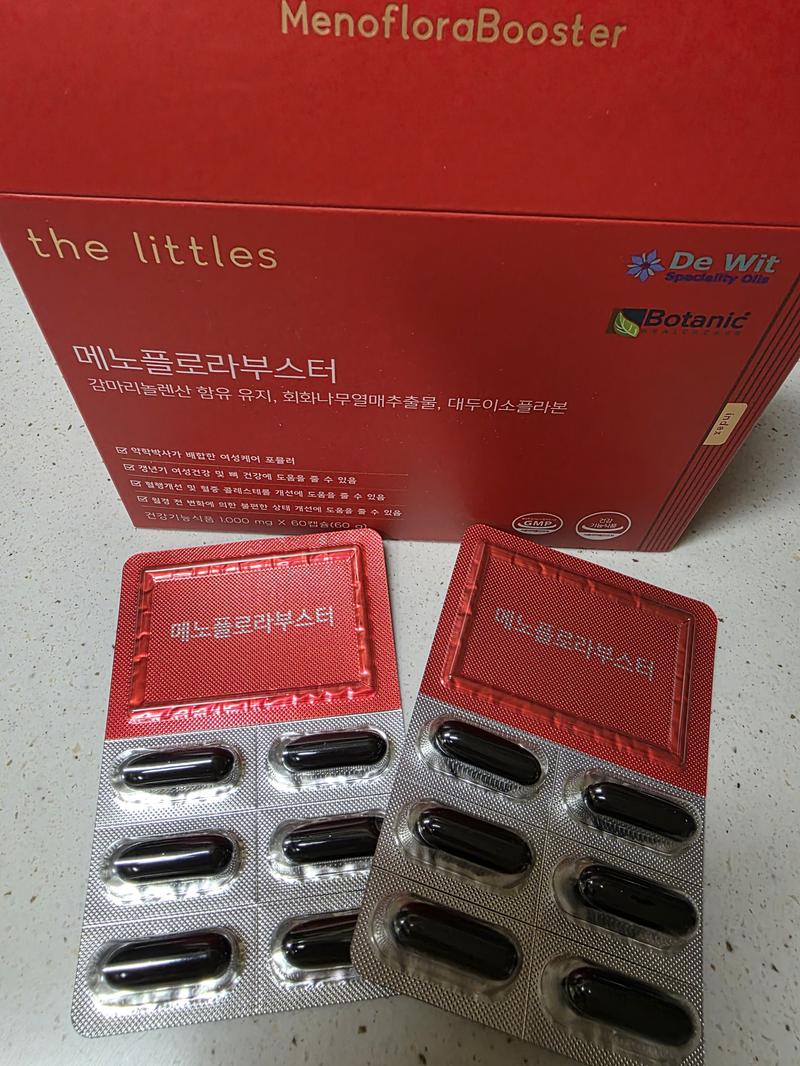 MenofloraBooster
the littles
De Wit
Speciality Oils
Botanic
HEALTHCARE
메노플로라부스터
감마리놀렌산 함유 유지, 회화나무열매추출물, 대두이소플라본
index
약학박사가 배합한 여성케어 포뮬러
갱년기 여성건강 및 뼈 건강에 도움을 줄 수 있음
혈행개선 및 혈중 콜레스테롤 개선에 도움을 줄 수 있음
월경 전 변화에 의한 불편한 상태 개선에 도움을 줄 수 있음
건강기능식품 1,000 mg X 60캡슐(60 g)
GMP
건강
기능식품
메노플로라부스터
메노플로라부스터